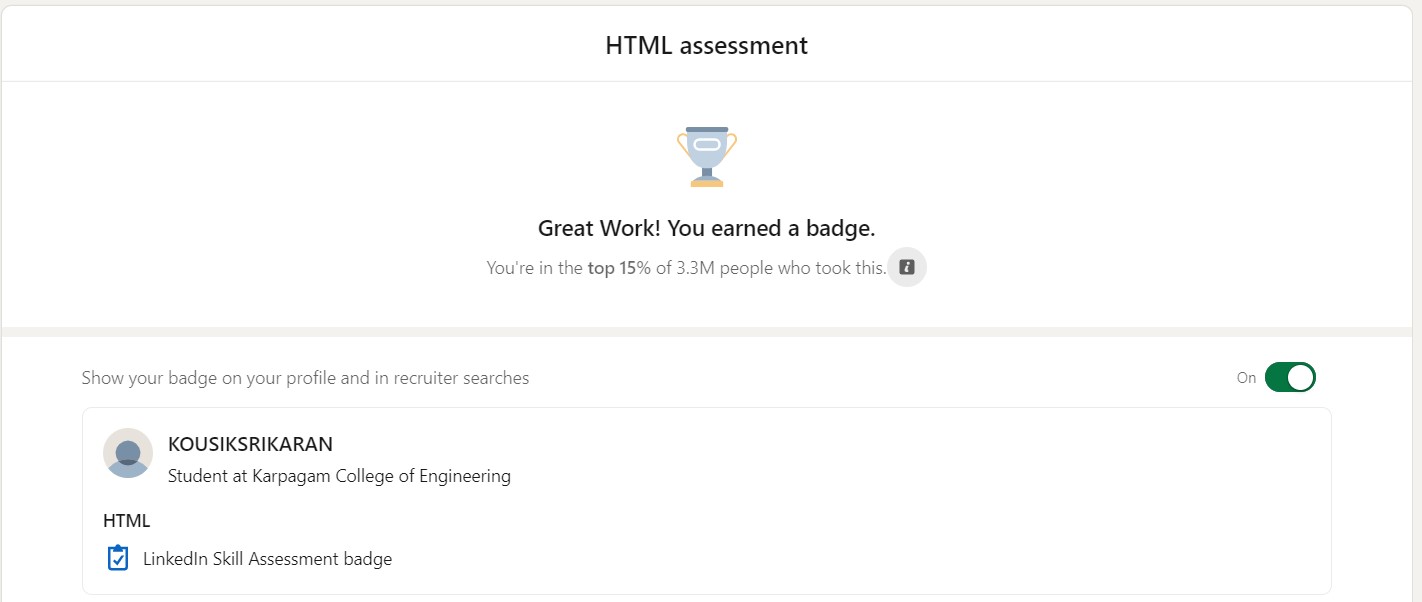 HTML assessment
Great Work! You earned a badge.
You're in the top 15% of 3.3M people who took this.
Show your badge on your profile and in recruiter searches
On
KOUSIKSRIKARAN
Student at Karpagam College of Engineering
HTML
LinkedIn Skill Assessment badge